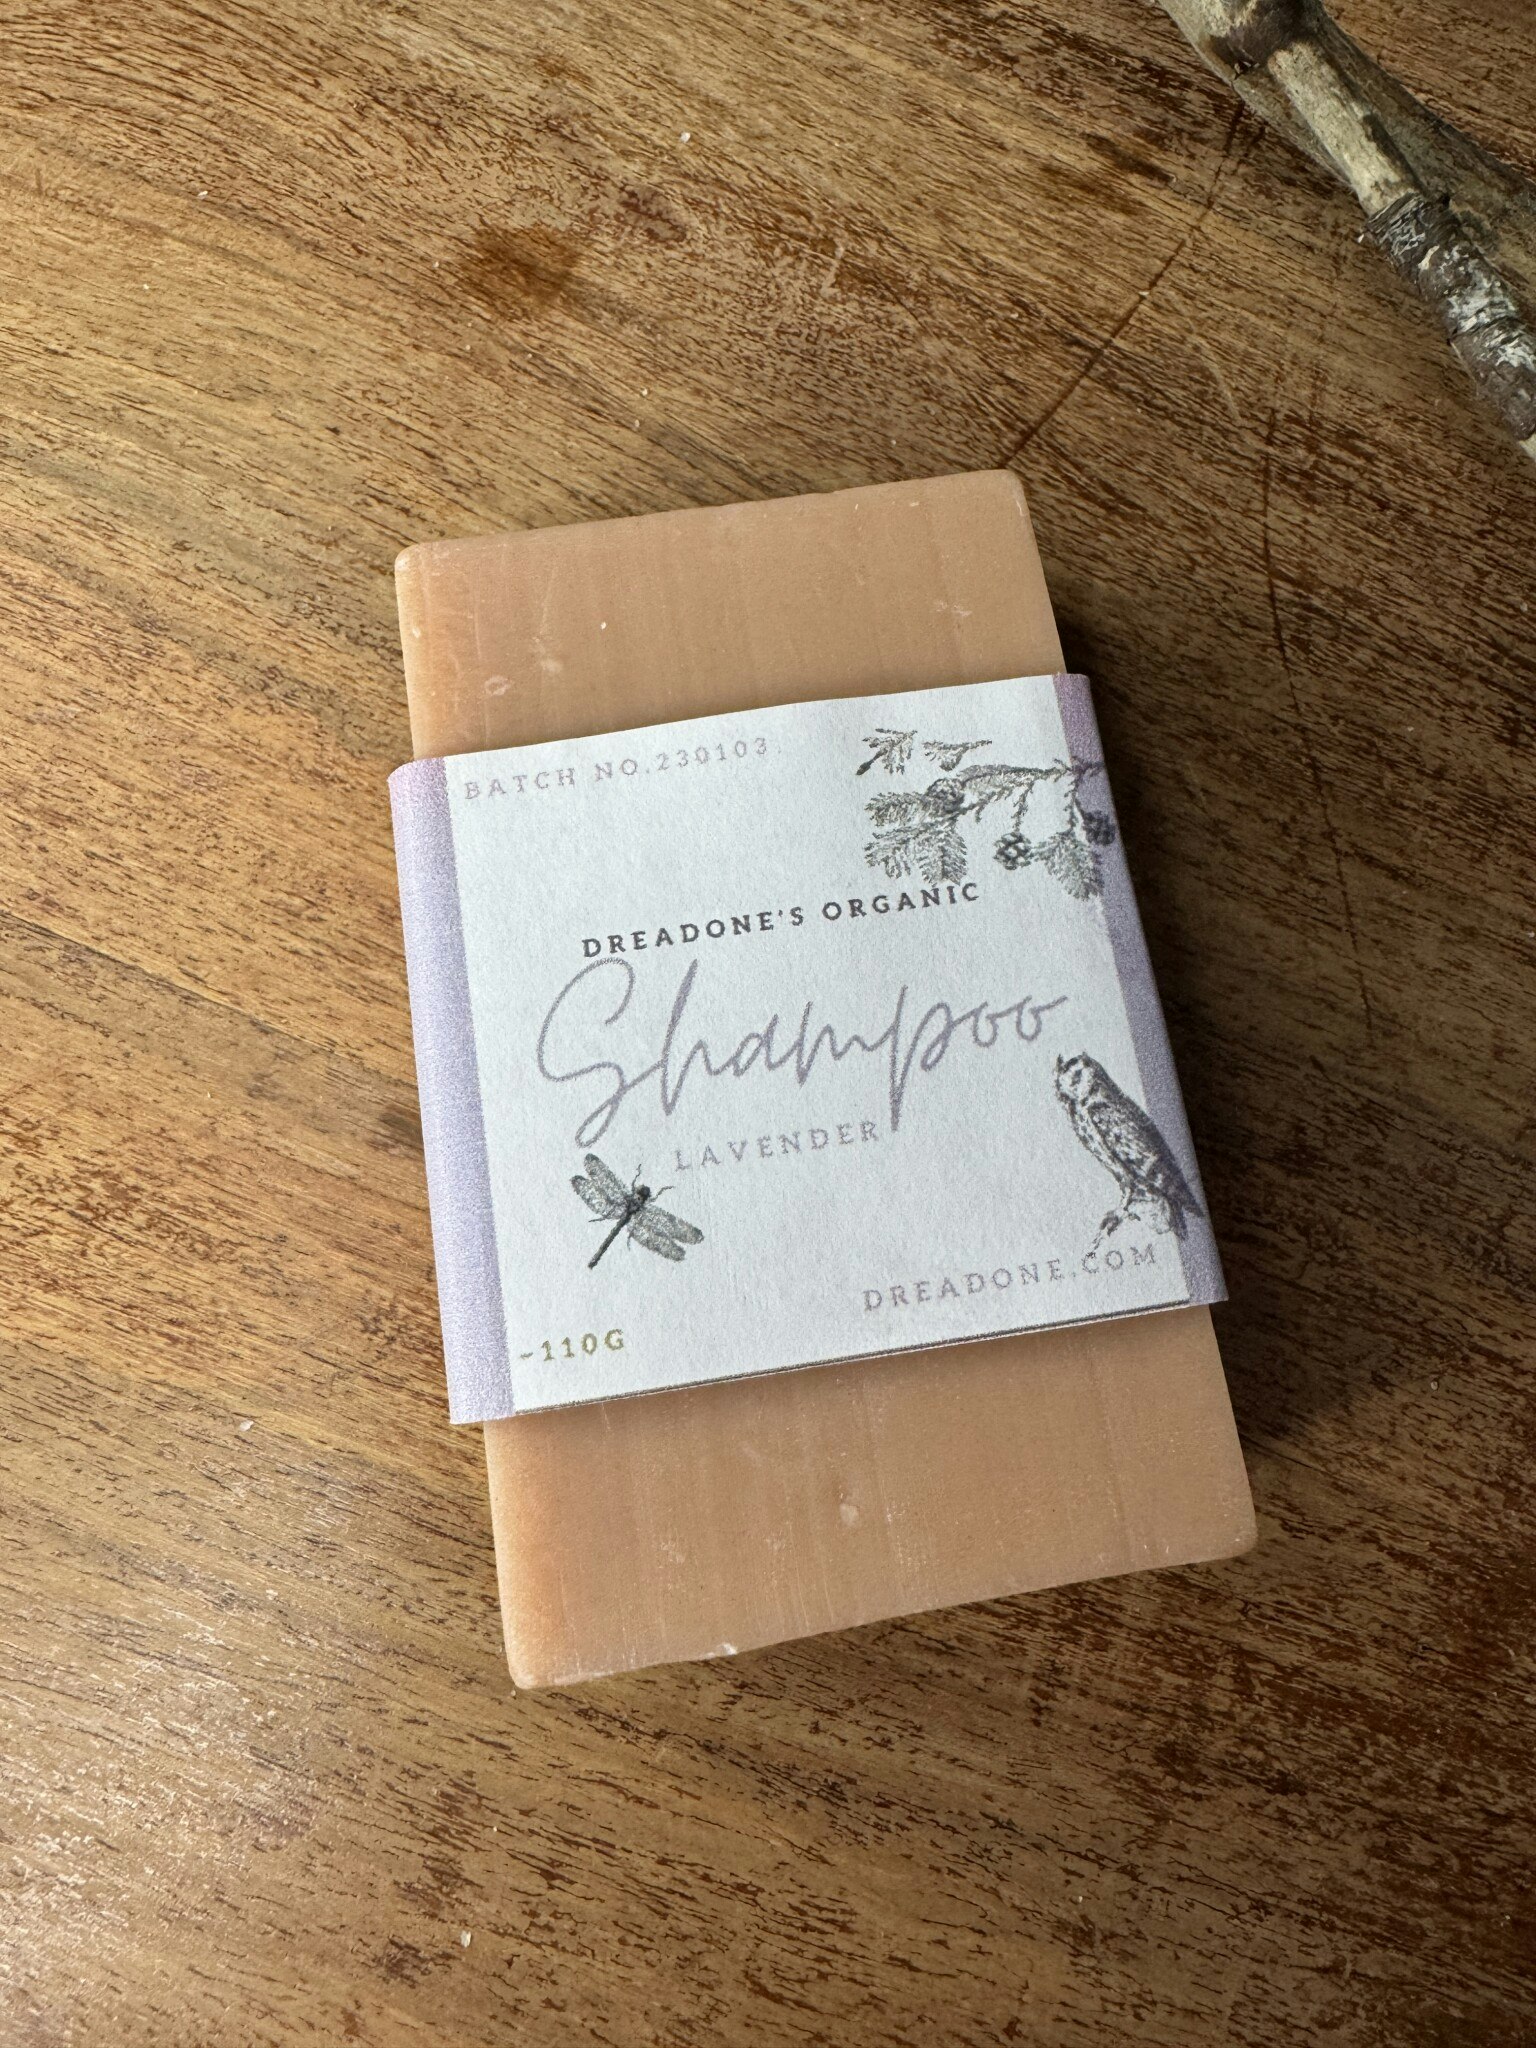 BATCH NO.230103
DREADONE'S ORGANIC
Shampoo
LAVENDER
DREADONE.COM
~110G